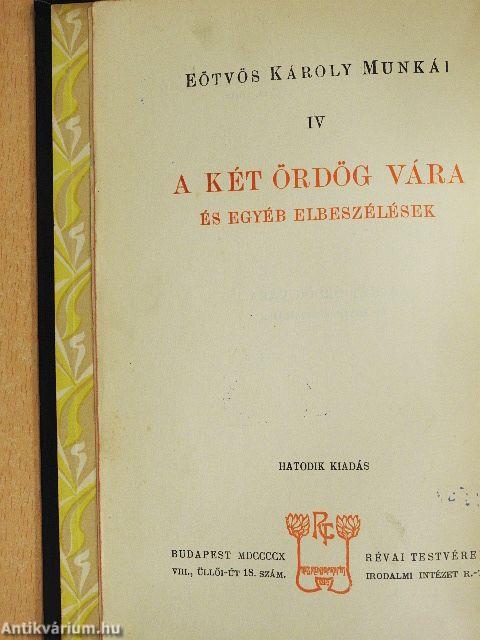 EÖTVÖS KÁROLY MUNKÁI
IV
A KÉT ÖRDÖG VÁRA
ÉS EGYÉB ELBESZÉLÉSEK
HATODIK KIADÁS
BUDAPEST MDCCCCX
VIII., ÜLLŐI-ÚT 18. SZÁM.
RÉVAI TESTVÉRE
IRODALMI INTÉZET R.-T
Antikvárium.hu